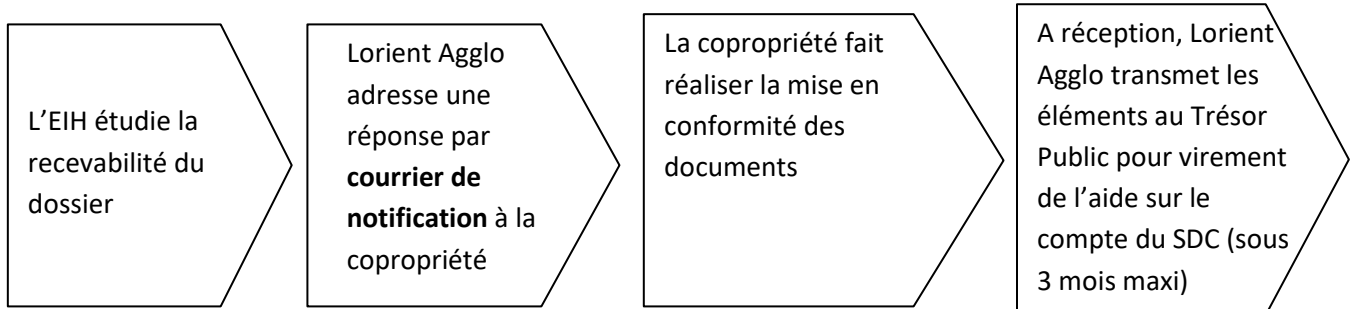 L’EIH étudie la
recevabilité du
dossier
Lorient Agglo
adresse une
réponse par
courrier de
notification à la
copropriété
La copropriété fait
réaliser la mise en
conformité des
documents
A réception, Lorient
Agglo transmet les
éléments au Trésor
Public pour virement
de l’aide sur le
compte du SDC (sous
3 mois maxi)